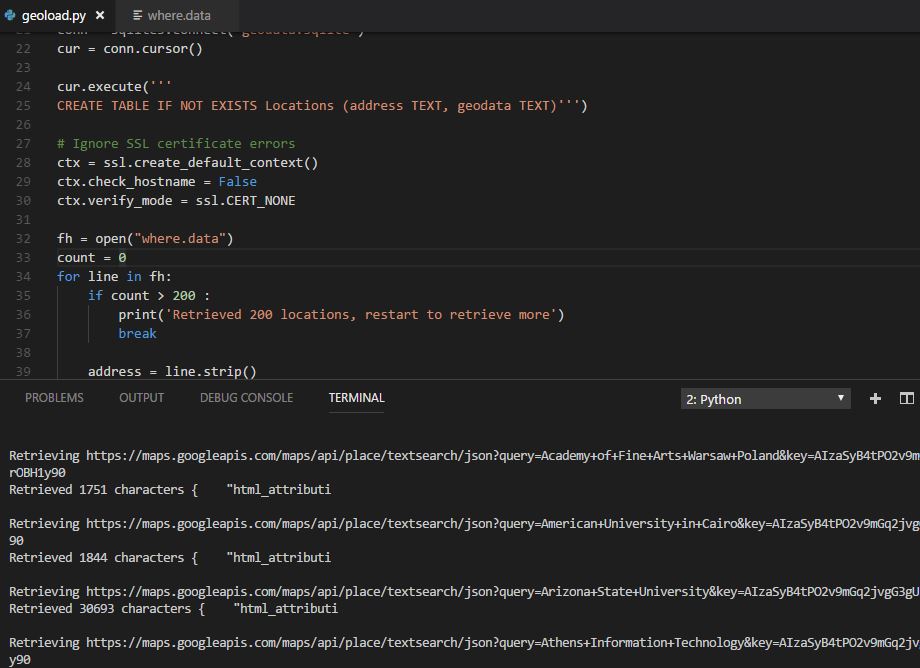 geoload.py × where.data
22 cur = conn.cursor()
23
24 cur.execute('''
25 CREATE TABLE IF NOT EXISTS Locations (address TEXT, geodata TEXT)''')
26
27 # Ignore SSL certificate errors
28 ctx = ssl.create_default_context()
29 ctx.check_hostname = False
30 ctx.verify_mode = ssl.CERT_NONE
31
32 fh = open("where.data")
33 count = 0
34 for line in fh:
35 if count > 200 :
36 print('Retrieved 200 locations, restart to retrieve more')
37 break
38
39 address = line.strip()
PROBLEMS OUTPUT DEBUG CONSOLE TERMINAL 2: Python
Retrieving https://maps.googleapis.com/maps/api/place/textsearch/json?query=Academy+of+Fine+Arts+Warsaw+Poland&key=AIzaSyB4tPO2v9m
rOBH1y90
Retrieved 1751 characters { "html_attributi
Retrieving https://maps.googleapis.com/maps/api/place/textsearch/json?query=American+University+in+Cairo&key=AIzaSyB4tPO2v9mGq2jvg
90
Retrieved 1844 characters { "html_attributi
Retrieving https://maps.googleapis.com/maps/api/place/textsearch/json?query=Arizona+State+University&key=AIzaSyB4tPO2v9mGq2jvgG3gU
Retrieved 30693 characters { "html_attributi
Retrieving https://maps.googleapis.com/maps/api/place/textsearch/json?query=Athens+Information+Technology&key=AIzaSyB4tPO2v9mGq2jv
y90